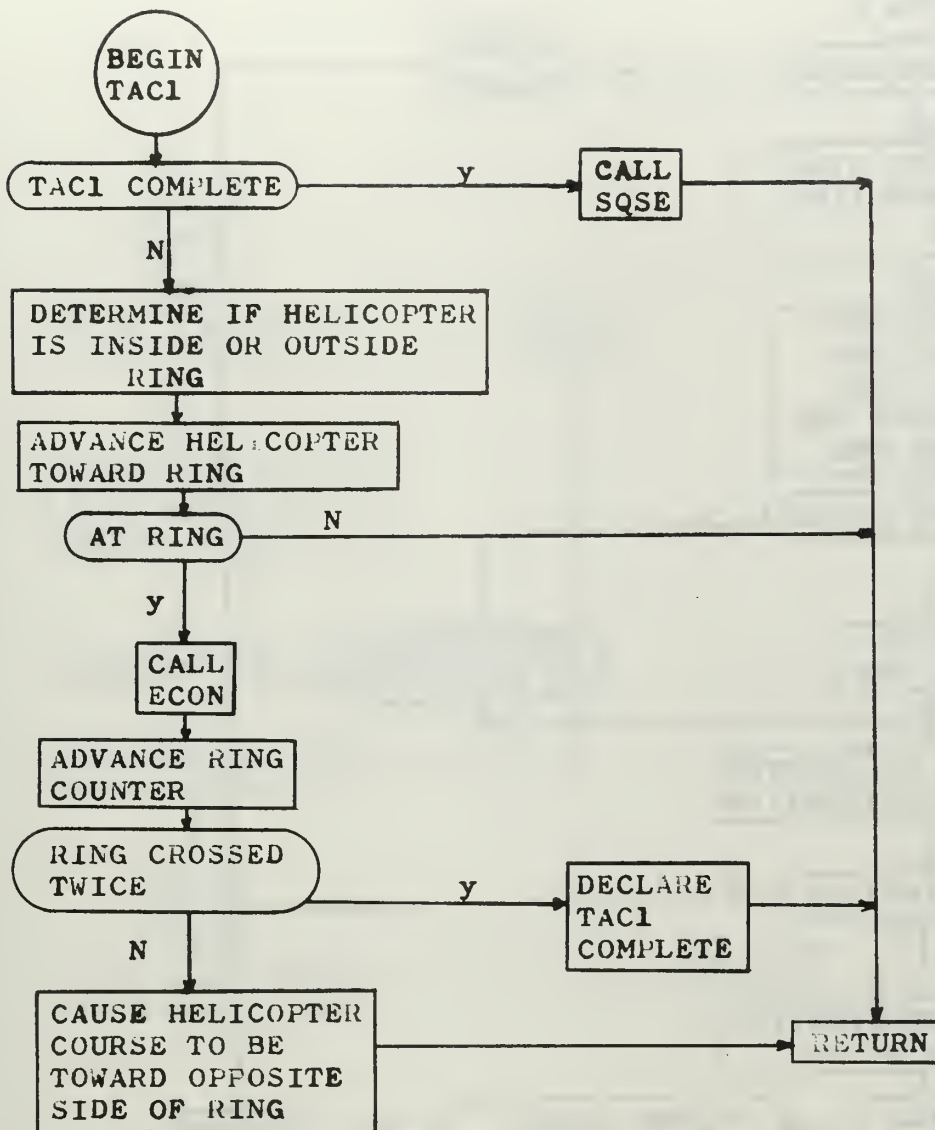 BEGIN
TAC1
TAC1 COMPLETE
y
CALL
SQSE
N
DETERMINE IF HELICOPTER
IS INSIDE OR OUTSIDE
RING
ADVANCE HELICOPTER
TOWARD RING
AT RING
N
y
CALL
ECON
ADVANCE RING
COUNTER
RING CROSSED
TWICE
y
DECLARE
TAC1
COMPLETE
N
CAUSE HELICOPTER
COURSE TO BE
TOWARD OPPOSITE
SIDE OF RING
RETURN